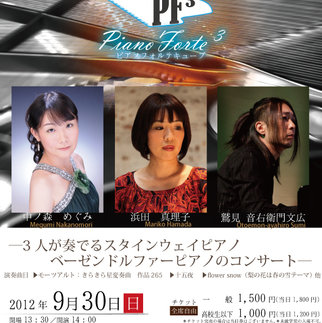 PF3
Piano Forte 3
―ピアノフォルテキューブ―
中ノ森 めぐみ
Megumi Nakanomori
浜田 真理子
Mariko Hamada
鷲見 音右衛門文広
Otoemon-ayahiro Sumi
―3人が奏でるスタインウェイピアノ
ベーゼンドルファーピアノのコンサート―
演奏曲目 ▶モーツアルト：きらきら星変奏曲 作品265 ▶十五夜 ▶flower snow（梨の花は春の雪テーマ）他
2012年9月30日 日
開場 13:30／開演 14:00
チケット
全席自由
一般 1,500円（当日1,800円）
高校生以下 1,000円（当日1,200円）